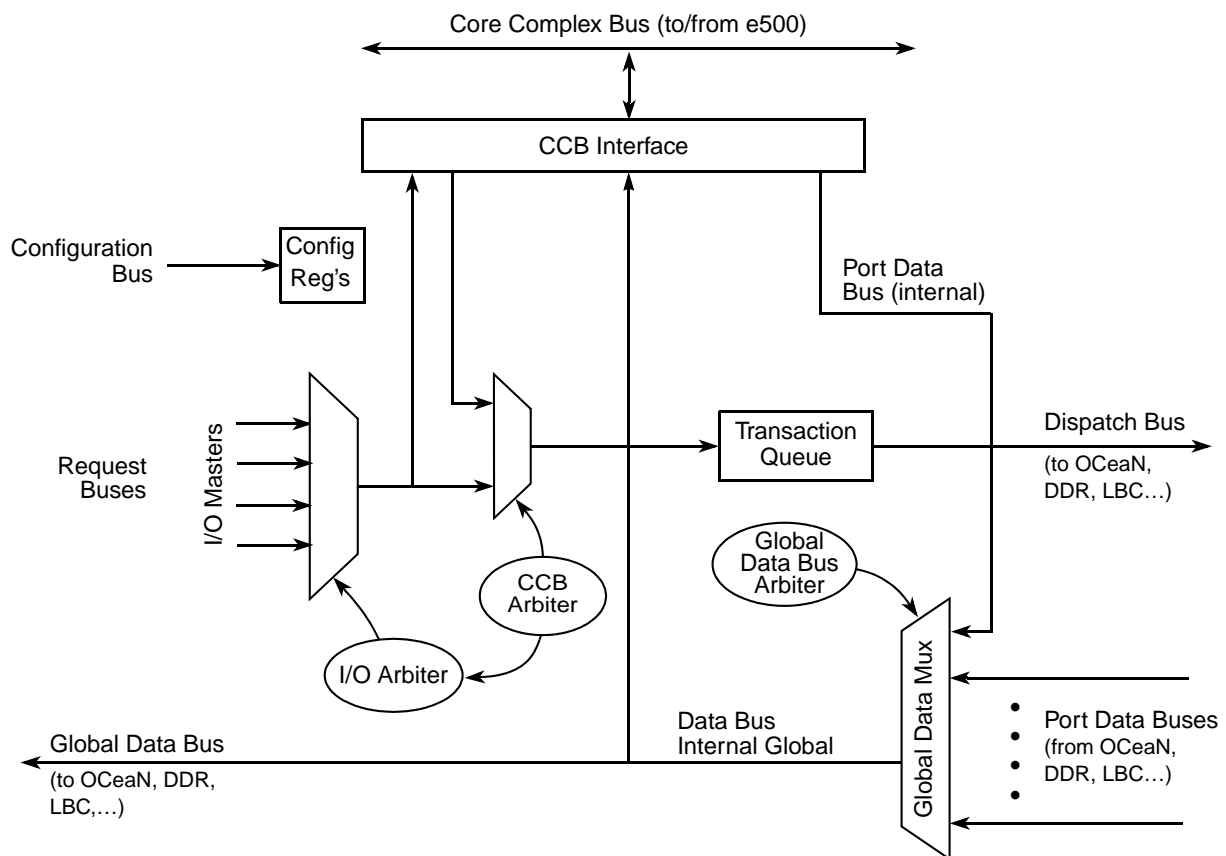 Core Complex Bus (to/from e500)
CCB Interface
Configuration
Bus
Config
Reg's
Port Data
Bus (internal)
Request
Buses
I/O Masters
Transaction
Queue
Dispatch Bus
(to OCeaN,
DDR, LBC…)
Global
Data Bus
Arbiter
CCB
Arbiter
I/O Arbiter
Global Data Mux
Port Data Buses
(from OCeaN,
DDR, LBC…)
Data Bus
Internal Global
Global Data Bus
(to OCeaN, DDR,
LBC,…)